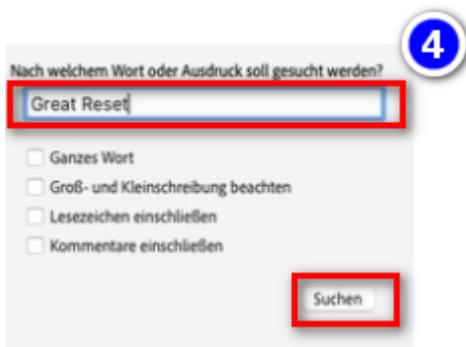 4
Nach welchem Wort oder Ausdruck soll gesucht werden?
Great Reset
Ganzes Wort
Groß- und Kleinschreibung beachten
Lesezeichen einschließen
Kommentare einschließen
Suchen